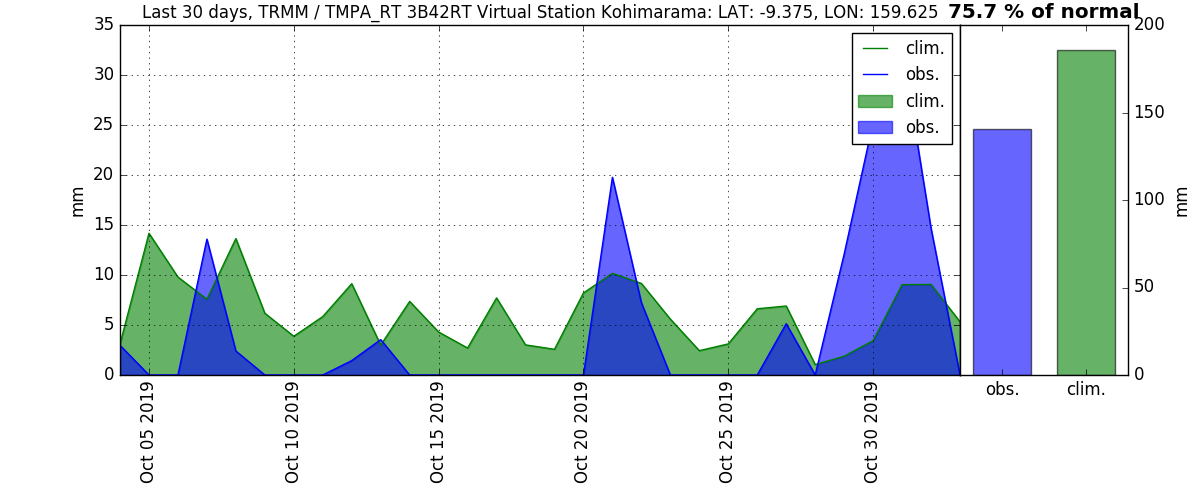 Last 30 days, TRMM / TMPA_RT 3B42RT Virtual Station Kohimarama: LAT: -9.375, LON: 159.625 75.7 % of normal
35
30
25
20
15
10
5
0
mm
clim.
obs.
clim.
obs.
Oct 05 2019
Oct 10 2019
Oct 15 2019
Oct 20 2019
Oct 25 2019
Oct 30 2019
200
150
100
50
0
mm
obs.
clim.